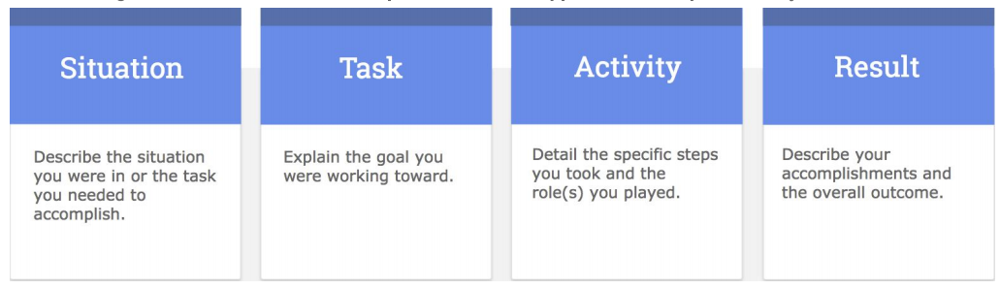 Situation
Describe the situation
you were in or the task
you needed to
accomplish.
Task
Explain the goal you
were working toward.
Activity
Detail the specific steps
you took and the
role(s) you played.
Result
Describe your
accomplishments and
the overall outcome.